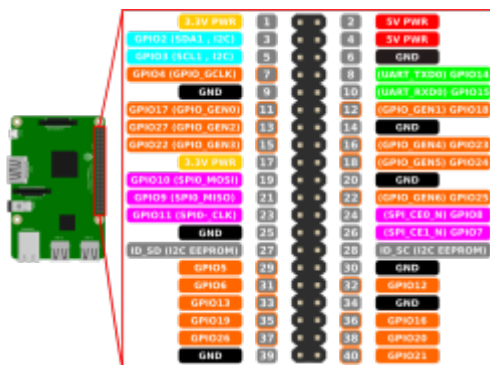 3.3V PWR 1 2 5V PWR
GPIO2 (SDA1 , I2C) 3 4 5V PWR
GPIO3 (SCL1 , I2C) 5 6 GND
GPIO4 (GPIO_GCLK) 7 8 (UART_TXD0) GPIO14
GND 9 10 (UART_RXD0) GPIO15
GPIO17 (GPIO_GEN0) 11 12 (GPIO_GEN1) GPIO18
GPIO27 (GPIO_GEN2) 13 14 GND
GPIO22 (GPIO_GEN3) 15 16 (GPIO_GEN4) GPIO23
3.3V PWR 17 18 (GPIO_GEN5) GPIO24
GPIO10 (SPI0_MOSI) 19 20 GND
GPIO9 (SPI0_MISO) 21 22 (GPIO_GEN6) GPIO25
GPIO11 (SPI0-_CLK) 23 24 (SPI_CE0_N) GPIO8
GND 25 26 (SPI_CE1_N) GPIO7
ID_SD (I2C EEPROM) 27 28 ID_SC (I2C EEPROM)
GPIO5 29 30 GND
GPIO6 31 32 GPIO12
GPIO13 33 34 GND
GPIO19 35 36 GPIO16
GPIO26 37 38 GPIO20
GND 39 40 GPIO21